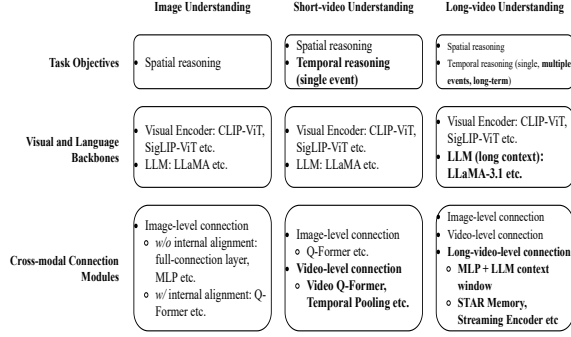 Image Understanding
Short-video Understanding
Long-video Understanding
Task Objectives
• Spatial reasoning
• Spatial reasoning
• Temporal reasoning
(single event)
• Spatial reasoning
• Temporal reasoning (single, multiple
events, long-term)
Visual and Language
Backbones
• Visual Encoder: CLIP-ViT,
SigLIP-ViT etc.
• LLM: LLaMA etc.
• Visual Encoder: CLIP-ViT,
SigLIP-ViT etc.
• LLM: LLaMA etc.
• Visual Encoder: CLIP-ViT,
SigLIP-ViT etc.
• LLM (long context):
LLaMA-3.1 etc.
Cross-modal Connection
Modules
• Image-level connection
o w/o internal alignment:
full-connection layer,
MLP etc.
o w/ internal alignment: Q-
Former etc.
• Image-level connection
o Q-Former etc.
• Video-level connection
o Video Q-Former,
Temporal Pooling etc.
• Image-level connection
• Video-level connection
• Long-video-level connection
o MLP + LLM context
window
o STAR Memory,
Streaming Encoder etc